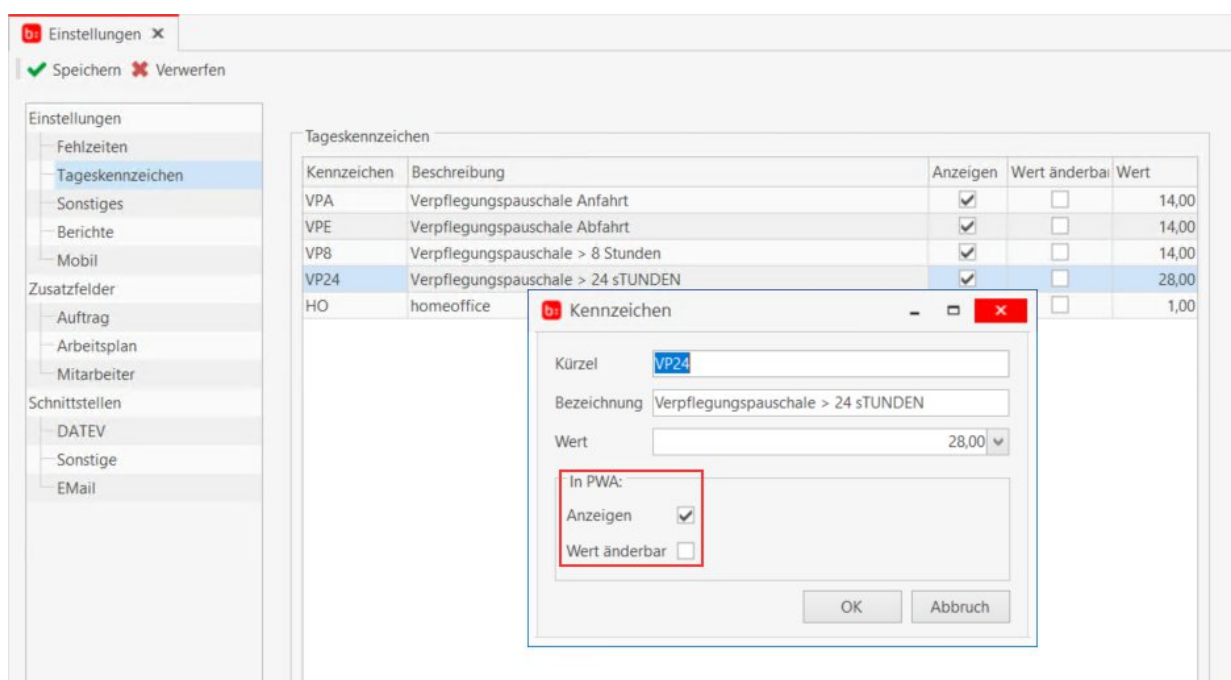 b: Einstellungen
Speichern Verwerfen
Einstellungen
Fehlzeiten
Tageskennzeichen
Sonstiges
Berichte
Mobil
Zusatzfelder
Auftrag
Arbeitsplan
Mitarbeiter
Schnittstellen
DATEV
Sonstige
EMail
Tageskennzeichen
Kennzeichen Beschreibung Anzeigen Wert änderbar Wert
VPA Verpflegungspauschale Anfahrt 14,00
VPE Verpflegungspauschale Abfahrt 14,00
VP8 Verpflegungspauschale > 8 Stunden 14,00
VP24 Verpflegungspauschale > 24 sTUNDEN 28,00
HO homeoffice 1,00
b: Kennzeichen
Kürzel VP24
Bezeichnung Verpflegungspauschale > 24 sTUNDEN
Wert 28,00
In PWA:
Anzeigen
Wert änderbar
OK Abbruch